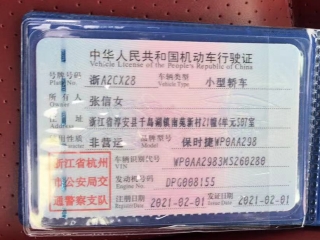 中华人民共和国机动车行驶证
Vehicle License of the People's Republic of China
号牌号码 浙A2CX28 车辆类型 小型轿车
Plate No. Vehicle Type
所有人 张信女
Owner
住址 浙江省淳安县千岛湖镇南苑新村21幢4单元507室
Address
使用性质 非营运 品牌型号 保时捷WP0AA298
浙江省杭州 车辆识别代号 WP0AA2983MS260280
市公安局交 发动机号码 DPG008155
Engine No.
通警察支队 注册日期 2021-02-01 发证日期 2021-02-01
Register Date Issue Date